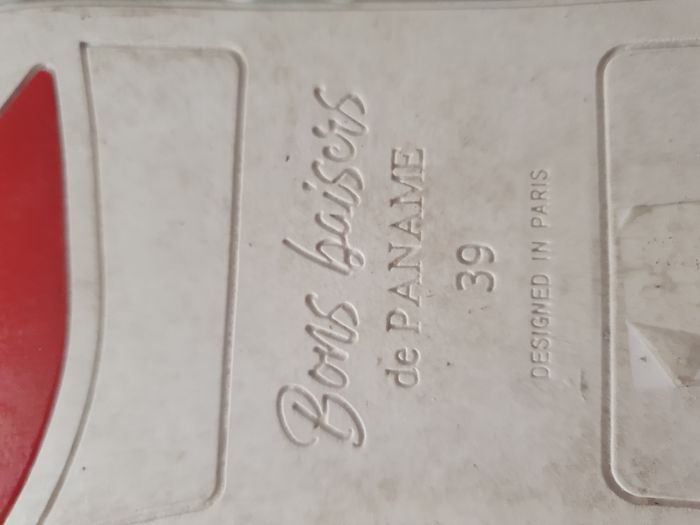 Bons baisers
de PANAME
39
DESIGNED IN PARIS